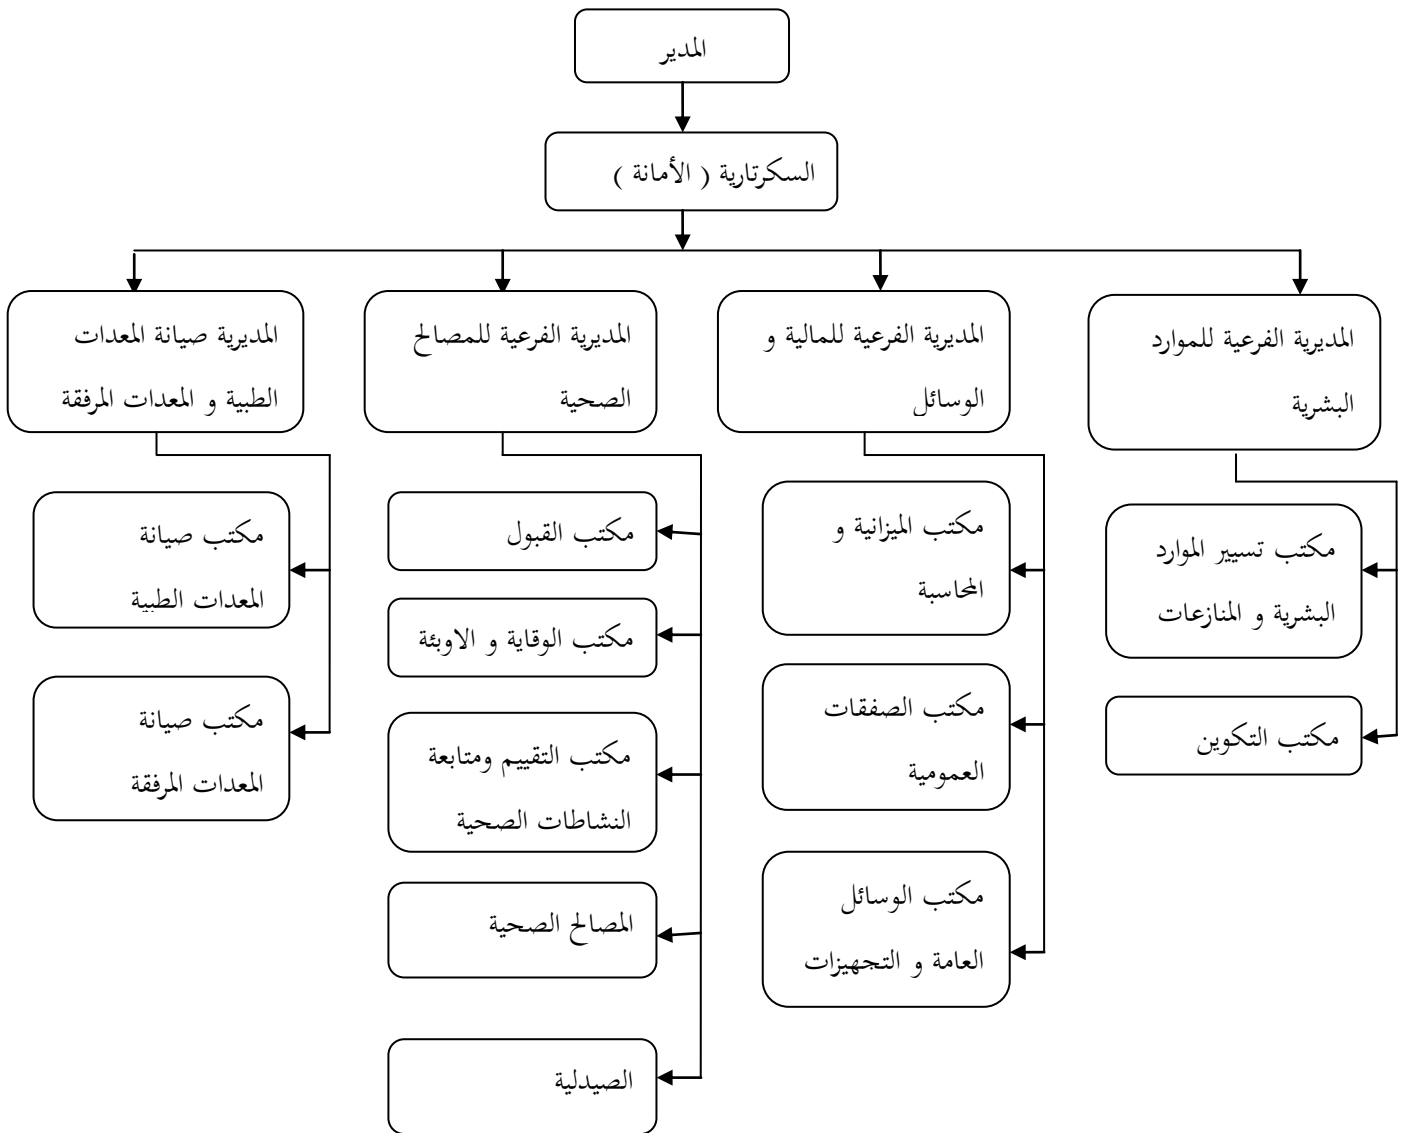 المدير
السكرتارية ( الأمانة )
المديرية الفرعية للموارد
البشرية
المديرية الفرعية للمالية و
الوسائل
المديرية الفرعية للمصالح
الصحية
المديرية صيانة المعدات
الطبية و المعدات المرفقة
مكتب تسيير الموارد
البشرية و المنازعات
مكتب التكوين
مكتب الميزانية و
المحاسبة
مكتب الصفقات
العمومية
مكتب الوسائل
العامة و التجهيزات
مكتب القبول
مكتب الوقاية و الاوبئة
مكتب التقييم ومتابعة
النشاطات الصحية
المصالح الصحية
الصيدلية
مكتب صيانة
المعدات الطبية
مكتب صيانة
المعدات المرفقة